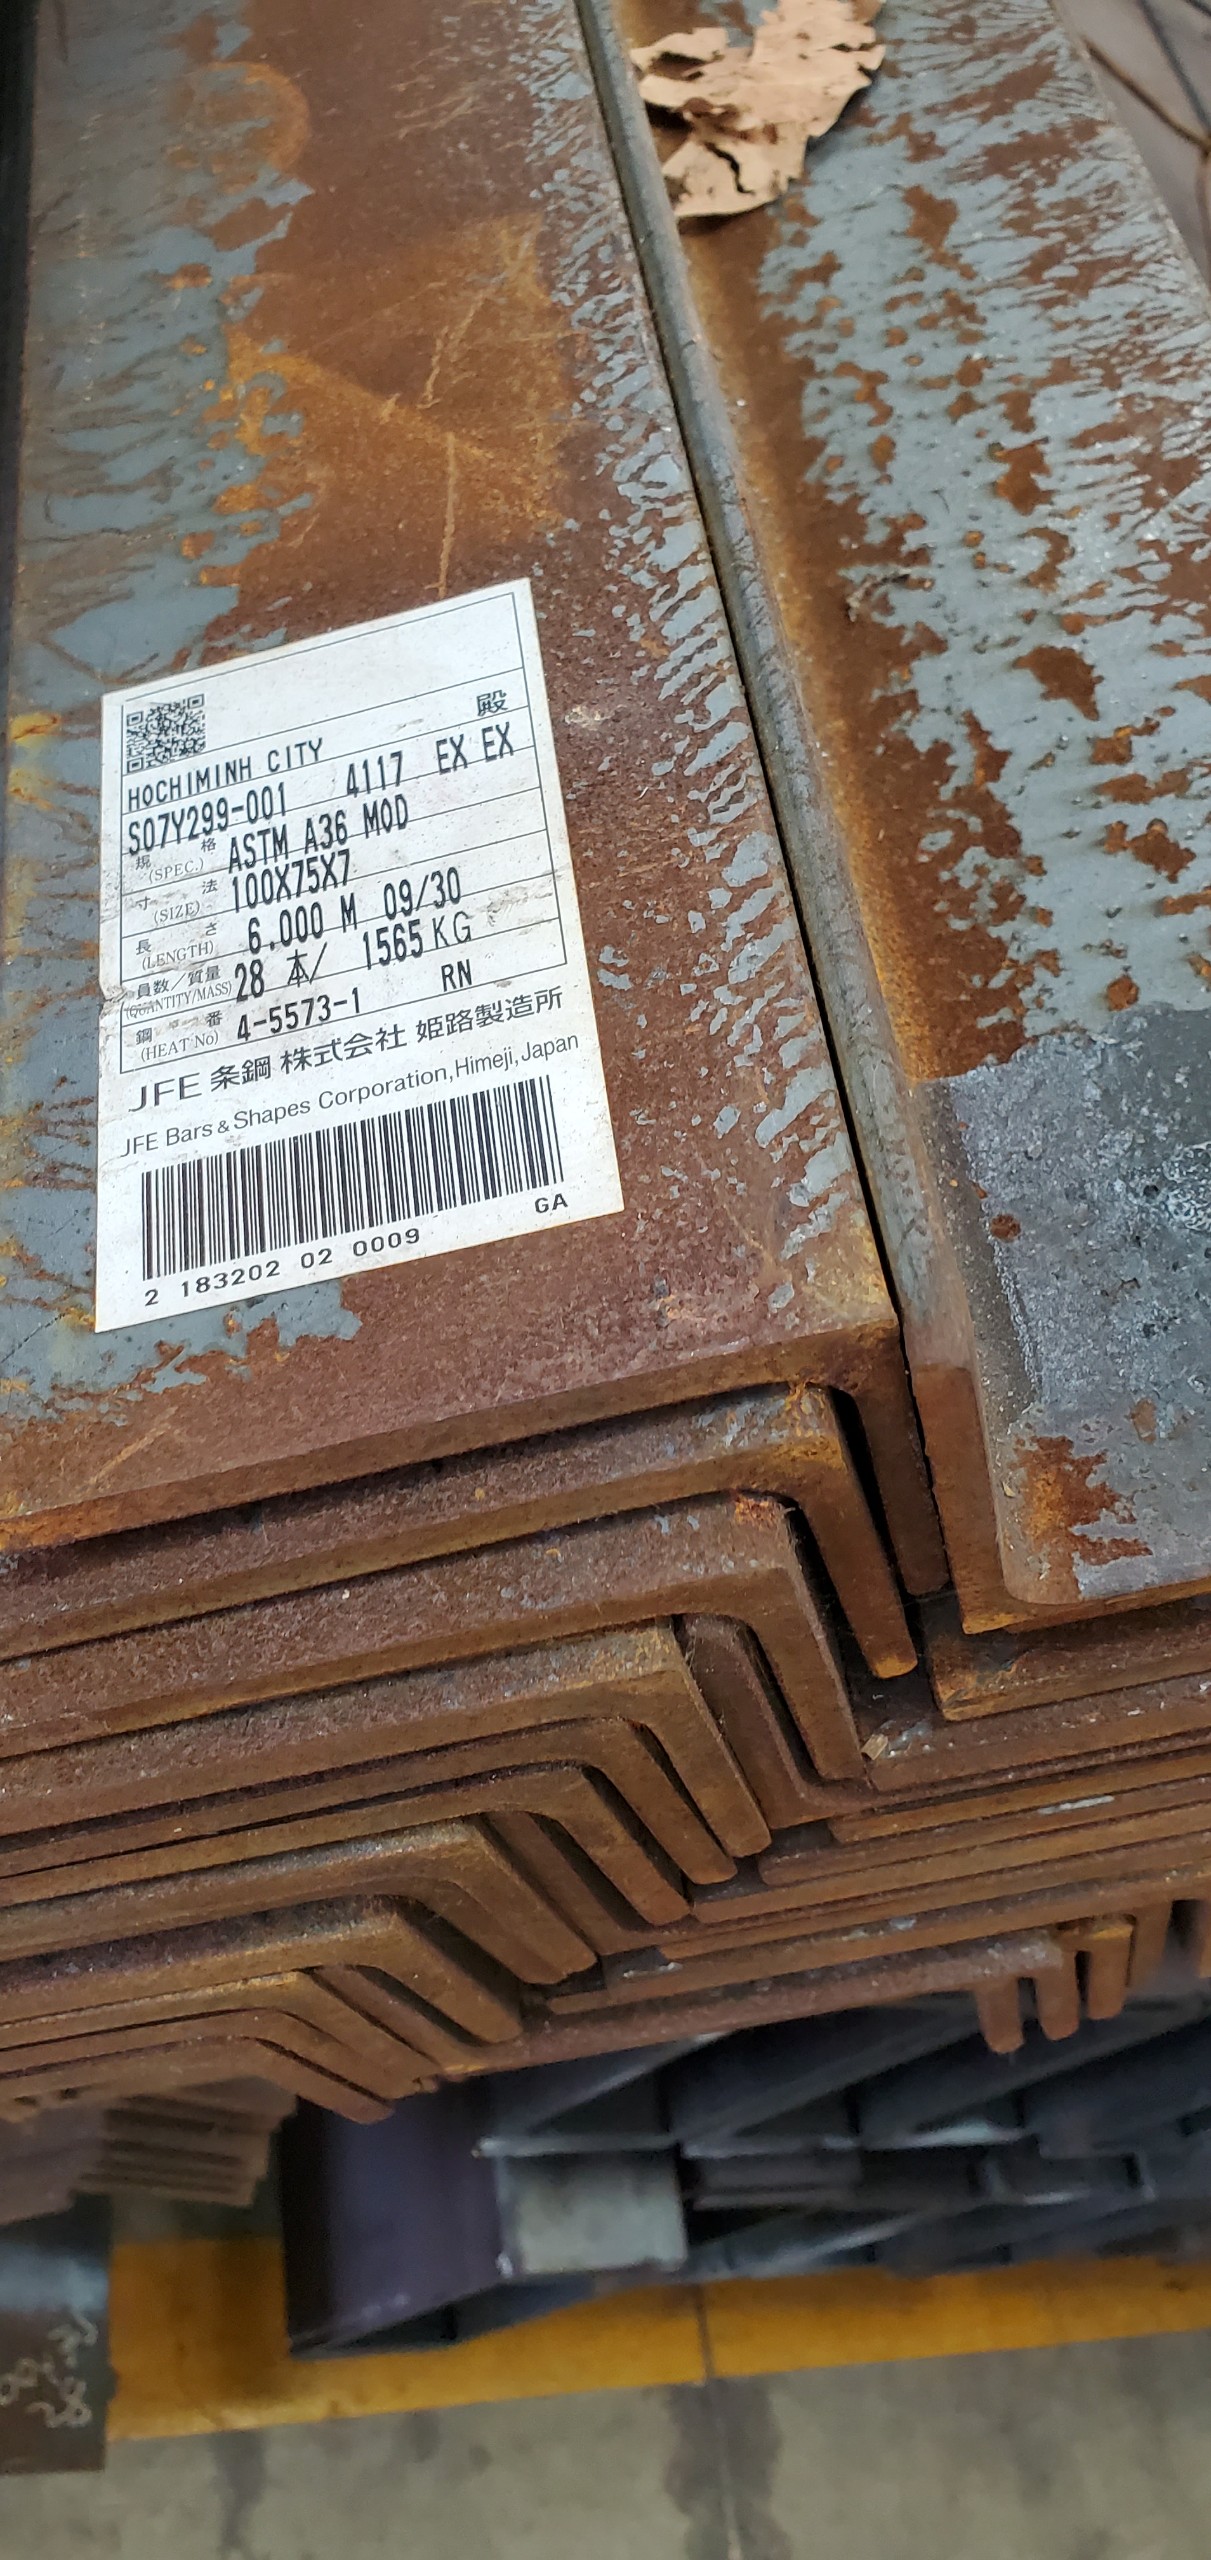 殿
HOCHIMINH CITY
S07Y299-001 4117 EX EX
規格 (SPEC.) ASTM A36 MOD
寸法 (SIZE) 100X75X7
長さ (LENGTH) 6.000 M 09/30
員数/質量 (QUANTITY/MASS) 28 本/ 1565 KG
鋼番 (HEAT No) 4-5573-1 RN
JFE 条鋼 株式会社 姫路製造所
JFE Bars & Shapes Corporation, Himeji, Japan
GA
2 183202 02 0009